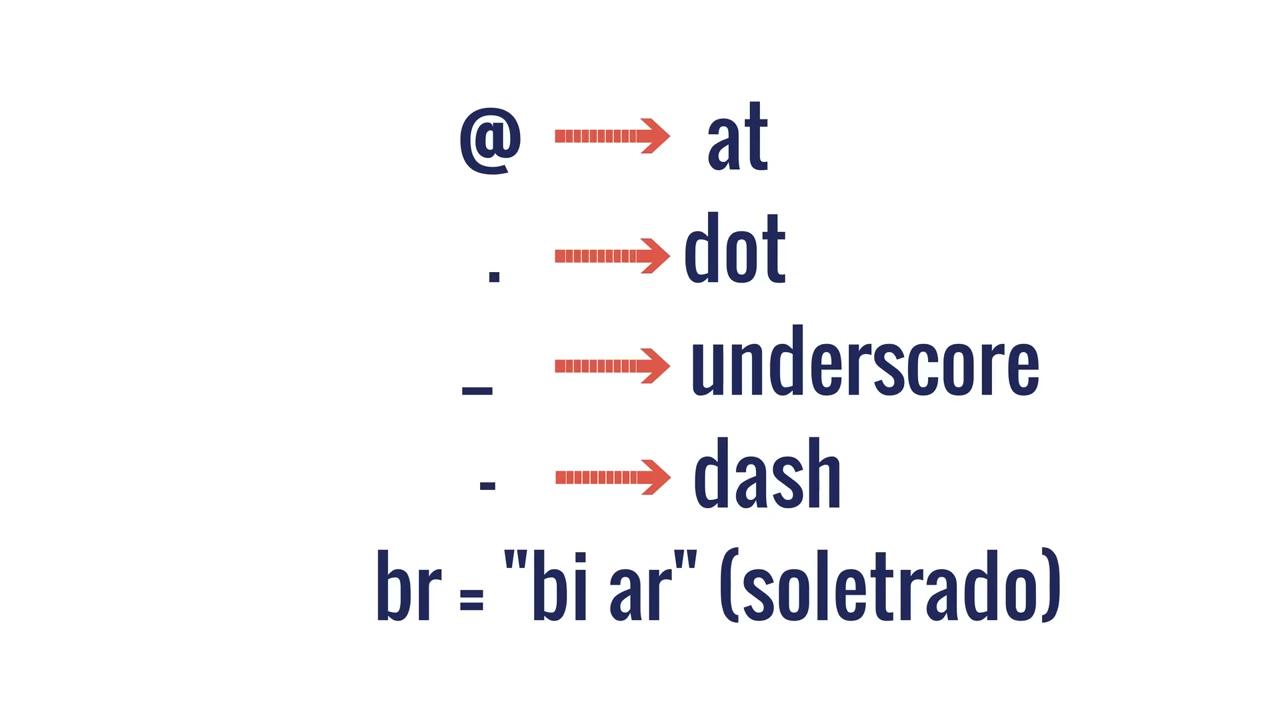 @ → at
. → dot
_ → underscore
- → dash
br = "bi ar" (soletrado)